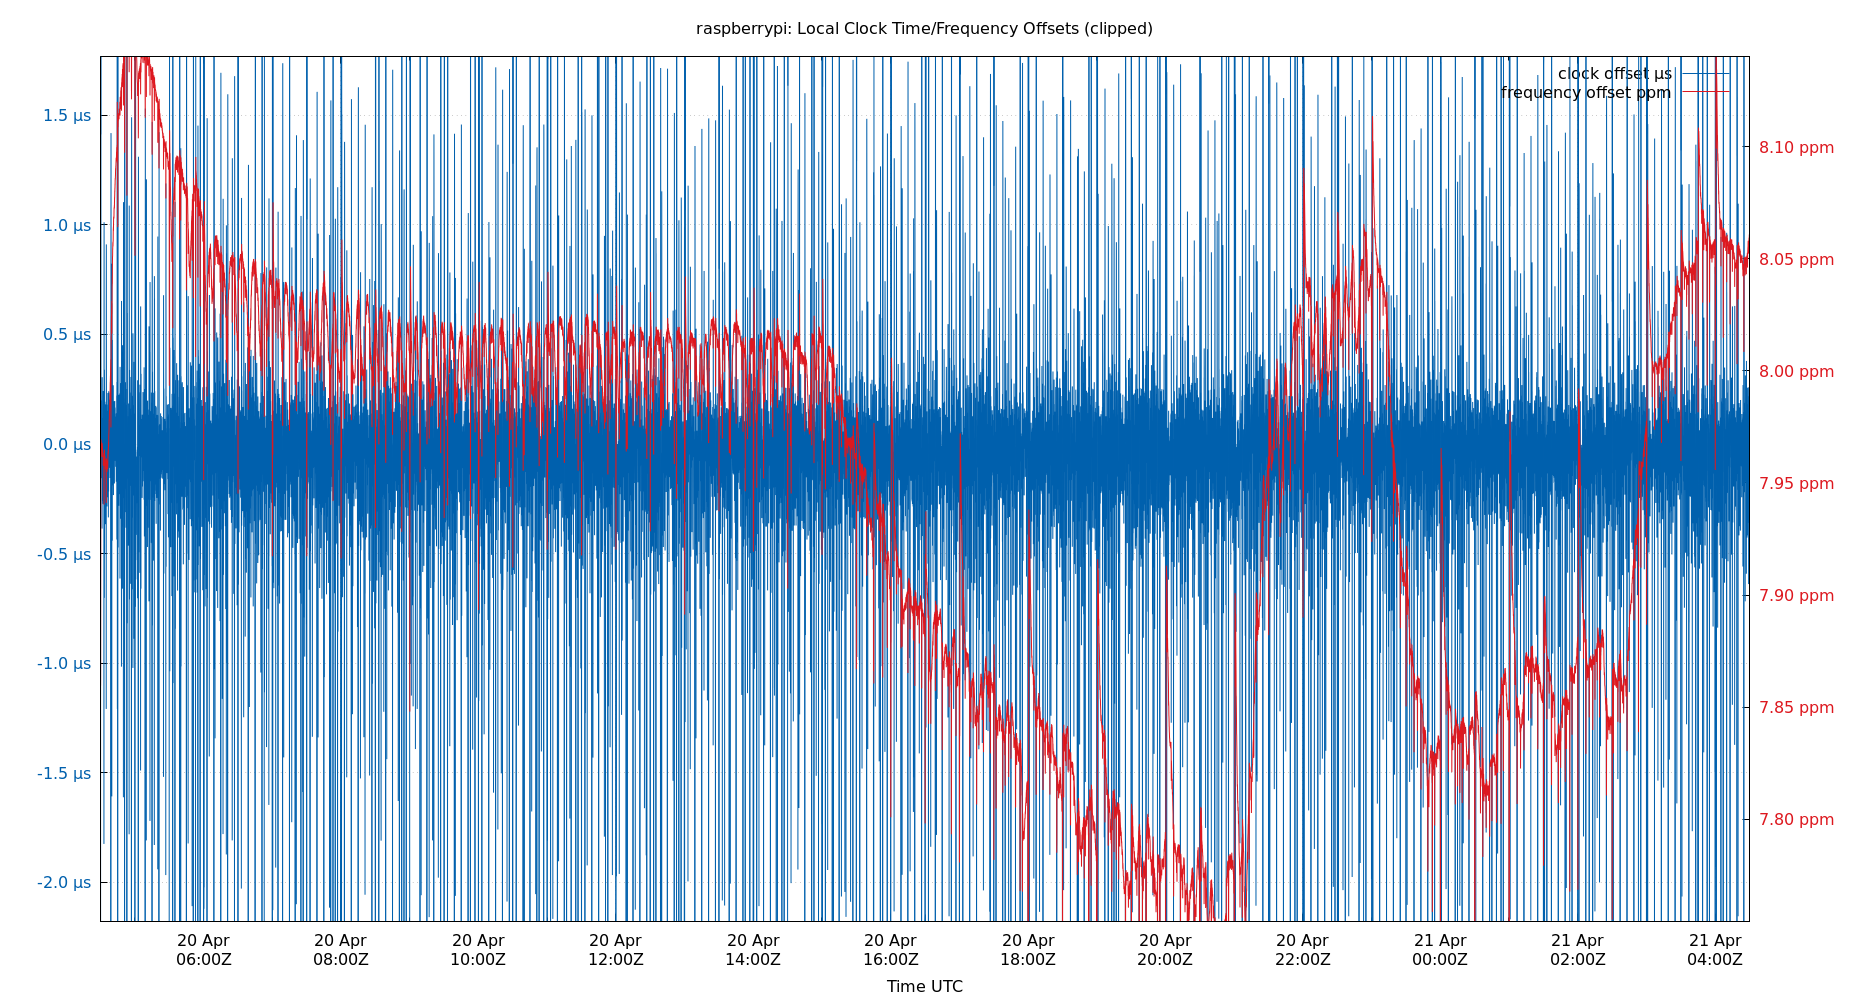 raspberrypi: Local Clock Time/Frequency Offsets (clipped)
clock offset µs
frequency offset ppm
1.5 µs
1.0 µs
0.5 µs
0.0 µs
-0.5 µs
-1.0 µs
-1.5 µs
-2.0 µs
8.10 ppm
8.05 ppm
8.00 ppm
7.95 ppm
7.90 ppm
7.85 ppm
7.80 ppm
20 Apr 20 Apr 20 Apr 20 Apr 20 Apr 20 Apr 20 Apr 20 Apr 20 Apr 21 Apr 21 Apr 21 Apr
06:00Z 08:00Z 10:00Z 12:00Z 14:00Z 16:00Z 18:00Z 20:00Z 22:00Z 00:00Z 02:00Z 04:00Z
Time UTC